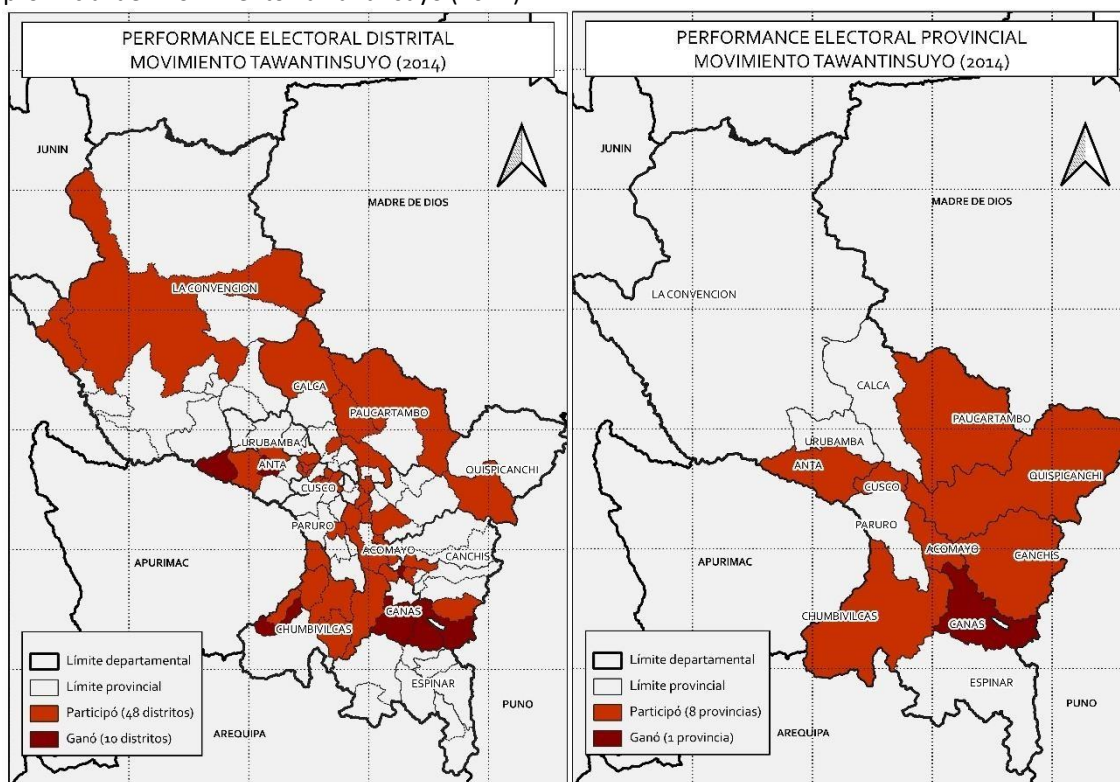 PERFORMANCE ELECTORAL DISTRITAL
MOVIMIENTO TAWANTINSUYO (2014)
JUNIN
MADRE DE DIOS
LA CONVENCION
CALCA
PAUCARTAMBO
URUBAMBA
QUISPICANCHI
ANTA
CUSCO
PARURO
ACOMAYO
CANCHIS
APURIMAC
CANAS
CHUMBIVILCAS
ESPINAR
PUNO
AREQUIPA
Límite departamental
Límite provincial
Participó (48 distritos)
Ganó (10 distritos)
PERFORMANCE ELECTORAL PROVINCIAL
MOVIMIENTO TAWANTINSUYO (2014)
JUNIN
MADRE DE DIOS
LA CONVENCION
CALCA
PAUCARTAMBO
URUBAMBA
ANTA
QUISPICANCHI
CUSCO
PARURO
ACOMAYO
CANCHIS
APURIMAC
CHUMBIVILCAS
CANAS
ESPINAR
PUNO
AREQUIPA
Límite departamental
Límite provincial
Participó (8 provincias)
Ganó (1 provincia)